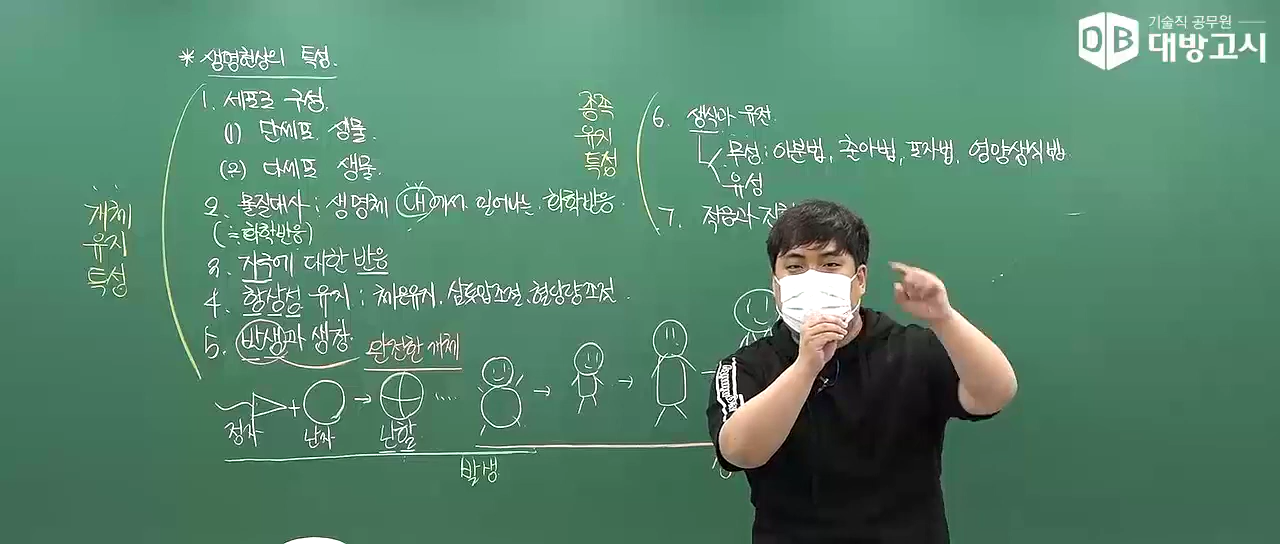 * 생명현상의 특성.
1. 세포로 구성.
(1) 단세포 생물.
(2) 다세포 생물.
2. 물질대사 : 생명체 내에서 일어나는 화학반응
(≒화학반응)
3. 자극에 대한 반응
4. 항상성 유지 : 체온유지, 삼투압조절, 혈당량조절.
5. 발생과 생장.
완전한 개체
정자 + 난자 → 난할 ····
발생
개체
유지
특성
종족
유지
특성
6. 생식과 유전.
무성 : 이분법, 출아법, 포자법, 영양생식법.
유성
7. 적응과
기술직 공무원
DB 대방고시